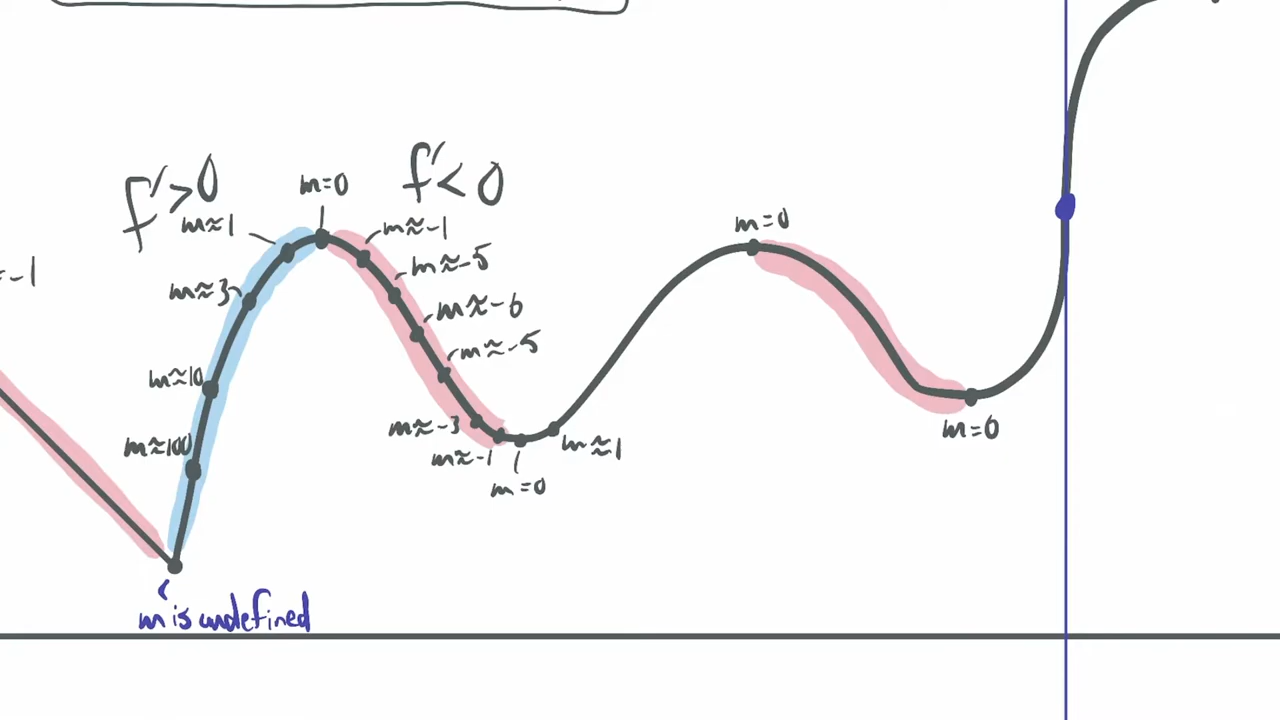 f'>0
m=0
f'<0
m≈1
m≈-1
m=0
m≈-5
-1
m≈3
m≈-6
m≈-5
m≈10
m≈-3
m≈100
m≈-1
m≈1
m=0
m=0
m is undefined